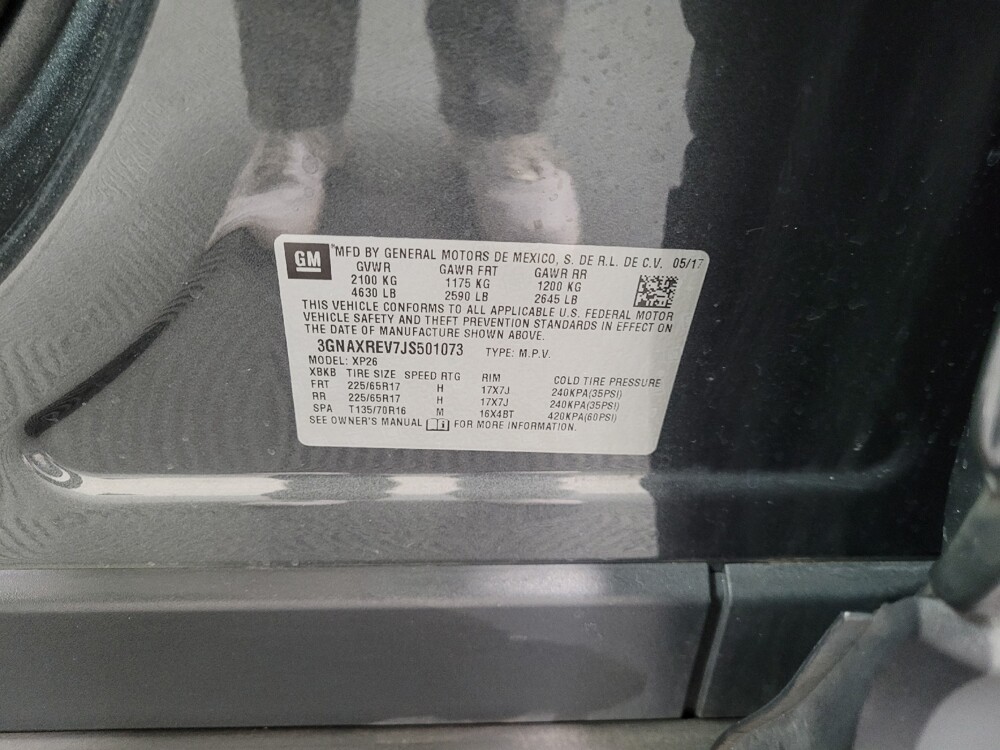 GM
MFD BY GENERAL MOTORS DE MEXICO, S. DE R.L. DE C.V. 05/17
GVWR GAWR FRT GAWR RR
2100 KG 1175 KG 1200 KG
4630 LB 2590 LB 2645 LB
THIS VEHICLE CONFORMS TO ALL APPLICABLE U.S. FEDERAL MOTOR
VEHICLE SAFETY AND THEFT PREVENTION STANDARDS IN EFFECT ON
THE DATE OF MANUFACTURE SHOWN ABOVE.
3GNAXREV7JS501073 TYPE: M.P.V.
MODEL: XP26
XBKB TIRE SIZE SPEED RTG RIM COLD TIRE PRESSURE
FRT 225/65R17 H 17X7J 240KPA(35PSI)
RR 225/65R17 H 17X7J 240KPA(35PSI)
SPA T135/70R16 M 16X4BT 420KPA(60PSI)
SEE OWNER'S MANUAL FOR MORE INFORMATION.